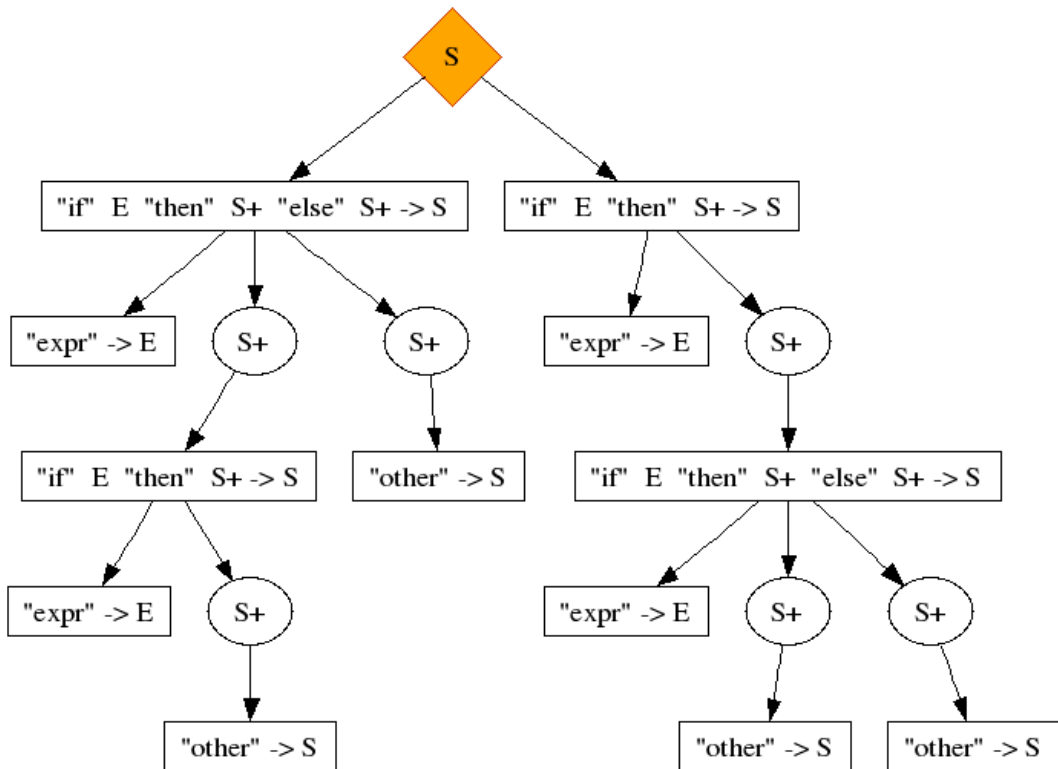 S
"if" E "then" S+ "else" S+ -> S
"if" E "then" S+ -> S
"expr" -> E
S+
S+
"expr" -> E
S+
"if" E "then" S+ -> S
"other" -> S
"if" E "then" S+ "else" S+ -> S
"expr" -> E
S+
"expr" -> E
S+
S+
"other" -> S
"other" -> S
"other" -> S